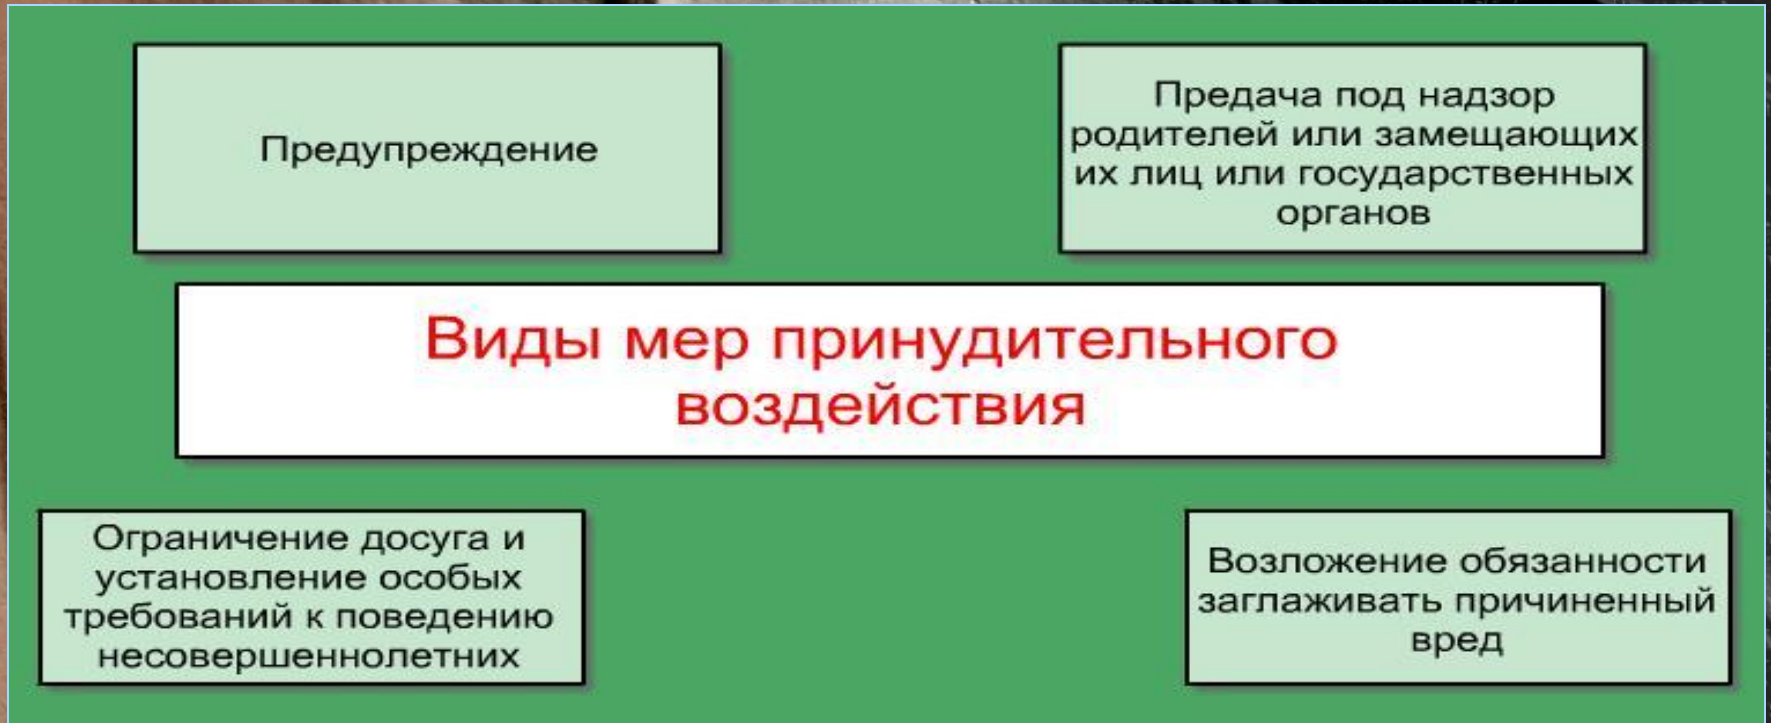 Предупреждение
Предача под надзор
родителей или замещающих
их лиц или государственных
органов
Виды мер принудительного
воздействия
Ограничение досуга и
установление особых
требований к поведению
несовершеннолетних
Возложение обязанности
заглаживать причиненный
вред